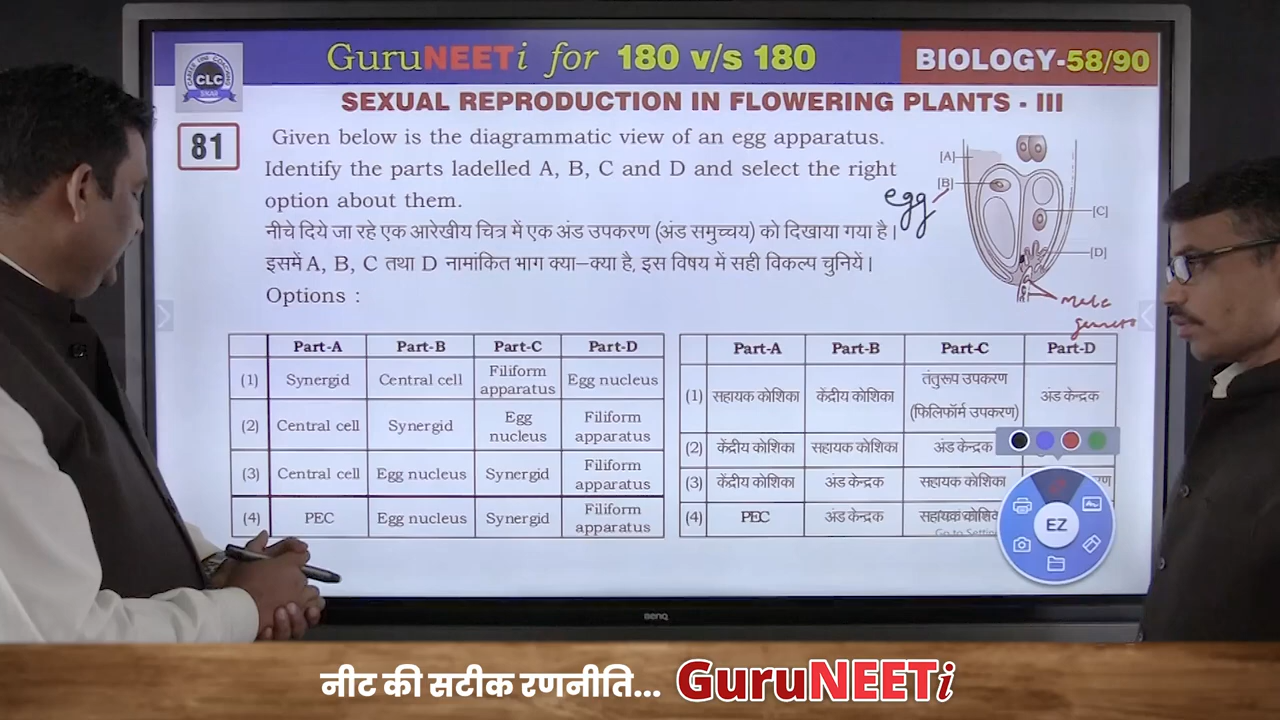 GuruNEETi for 180 v/s 180
BIOLOGY-58/90
CLC
SEXUAL REPRODUCTION IN FLOWERING PLANTS - III
81
Given below is the diagrammatic view of an egg apparatus.
Identify the parts ladelled A, B, C and D and select the right
option about them.
नीचे दिये जा रहे एक आरेखीय चित्र में एक अंड उपकरण (अंड समुच्चय) को दिखाया गया है।
इसमें A, B, C तथा D नामांकित भाग क्या–क्या है, इस विषय में सही विकल्प चुनियें।
Options :
[A]
[B]
[C]
[D]
egg
Male
Part-A Part-B Part-C Part-D
(1) Synergid Central cell Filiform apparatus Egg nucleus
(2) Central cell Synergid Egg nucleus Filiform apparatus
(3) Central cell Egg nucleus Synergid Filiform apparatus
(4) PEC Egg nucleus Synergid Filiform apparatus
Part-A Part-B Part-C Part-D
(1) सहायक कोशिका केंद्रीय कोशिका तंतुरूप उपकरण (फिलिफॉर्म उपकरण) अंड केन्द्रक
(2) केंद्रीय कोशिका सहायक कोशिका अंड केन्द्रक
(3) केंद्रीय कोशिका अंड केन्द्रक सहायक कोशिका
(4) PEC अंड केन्द्रक सहायक
EZ
BenQ
नीट की सटीक रणनीति... GuruNEETi